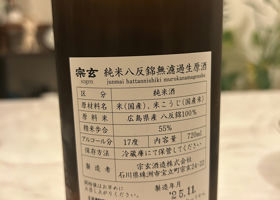 宗玄 純米八反錦無濾過生原酒
sogen junmai hattannishiki murokanamagenshu
区分 純米酒
原材料名 米(国産)、米こうじ(国産米)
原料米 広島県産 八反錦100%
精米歩合 55%
アルコール分 17度 内容量 720ml
保存方法 冷蔵庫にて保管して下さい。
製造者 宗玄酒造株式会社
石川県珠洲市宝立町宗玄24-22
製造年月